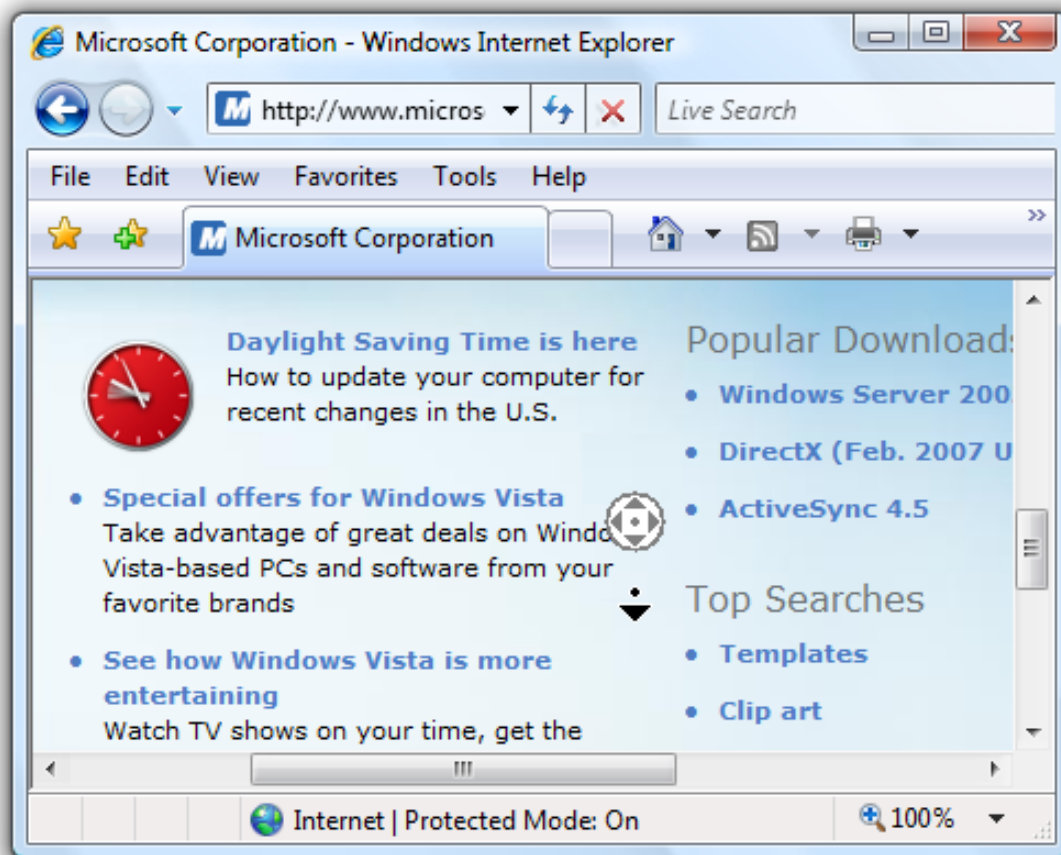 Microsoft Corporation - Windows Internet Explorer
http://www.micros
Live Search
File Edit View Favorites Tools Help
Microsoft Corporation
Daylight Saving Time is here
How to update your computer for
recent changes in the U.S.
Special offers for Windows Vista
Take advantage of great deals on
Vista-based PCs and software from your
favorite brands
See how Windows Vista is more
entertaining
Watch TV shows on your time, get the
Popular Downloads
Windows Server 200
DirectX (Feb. 2007 U
ActiveSync 4.5
Top Searches
Templates
Clip art
Internet | Protected Mode: On
100%